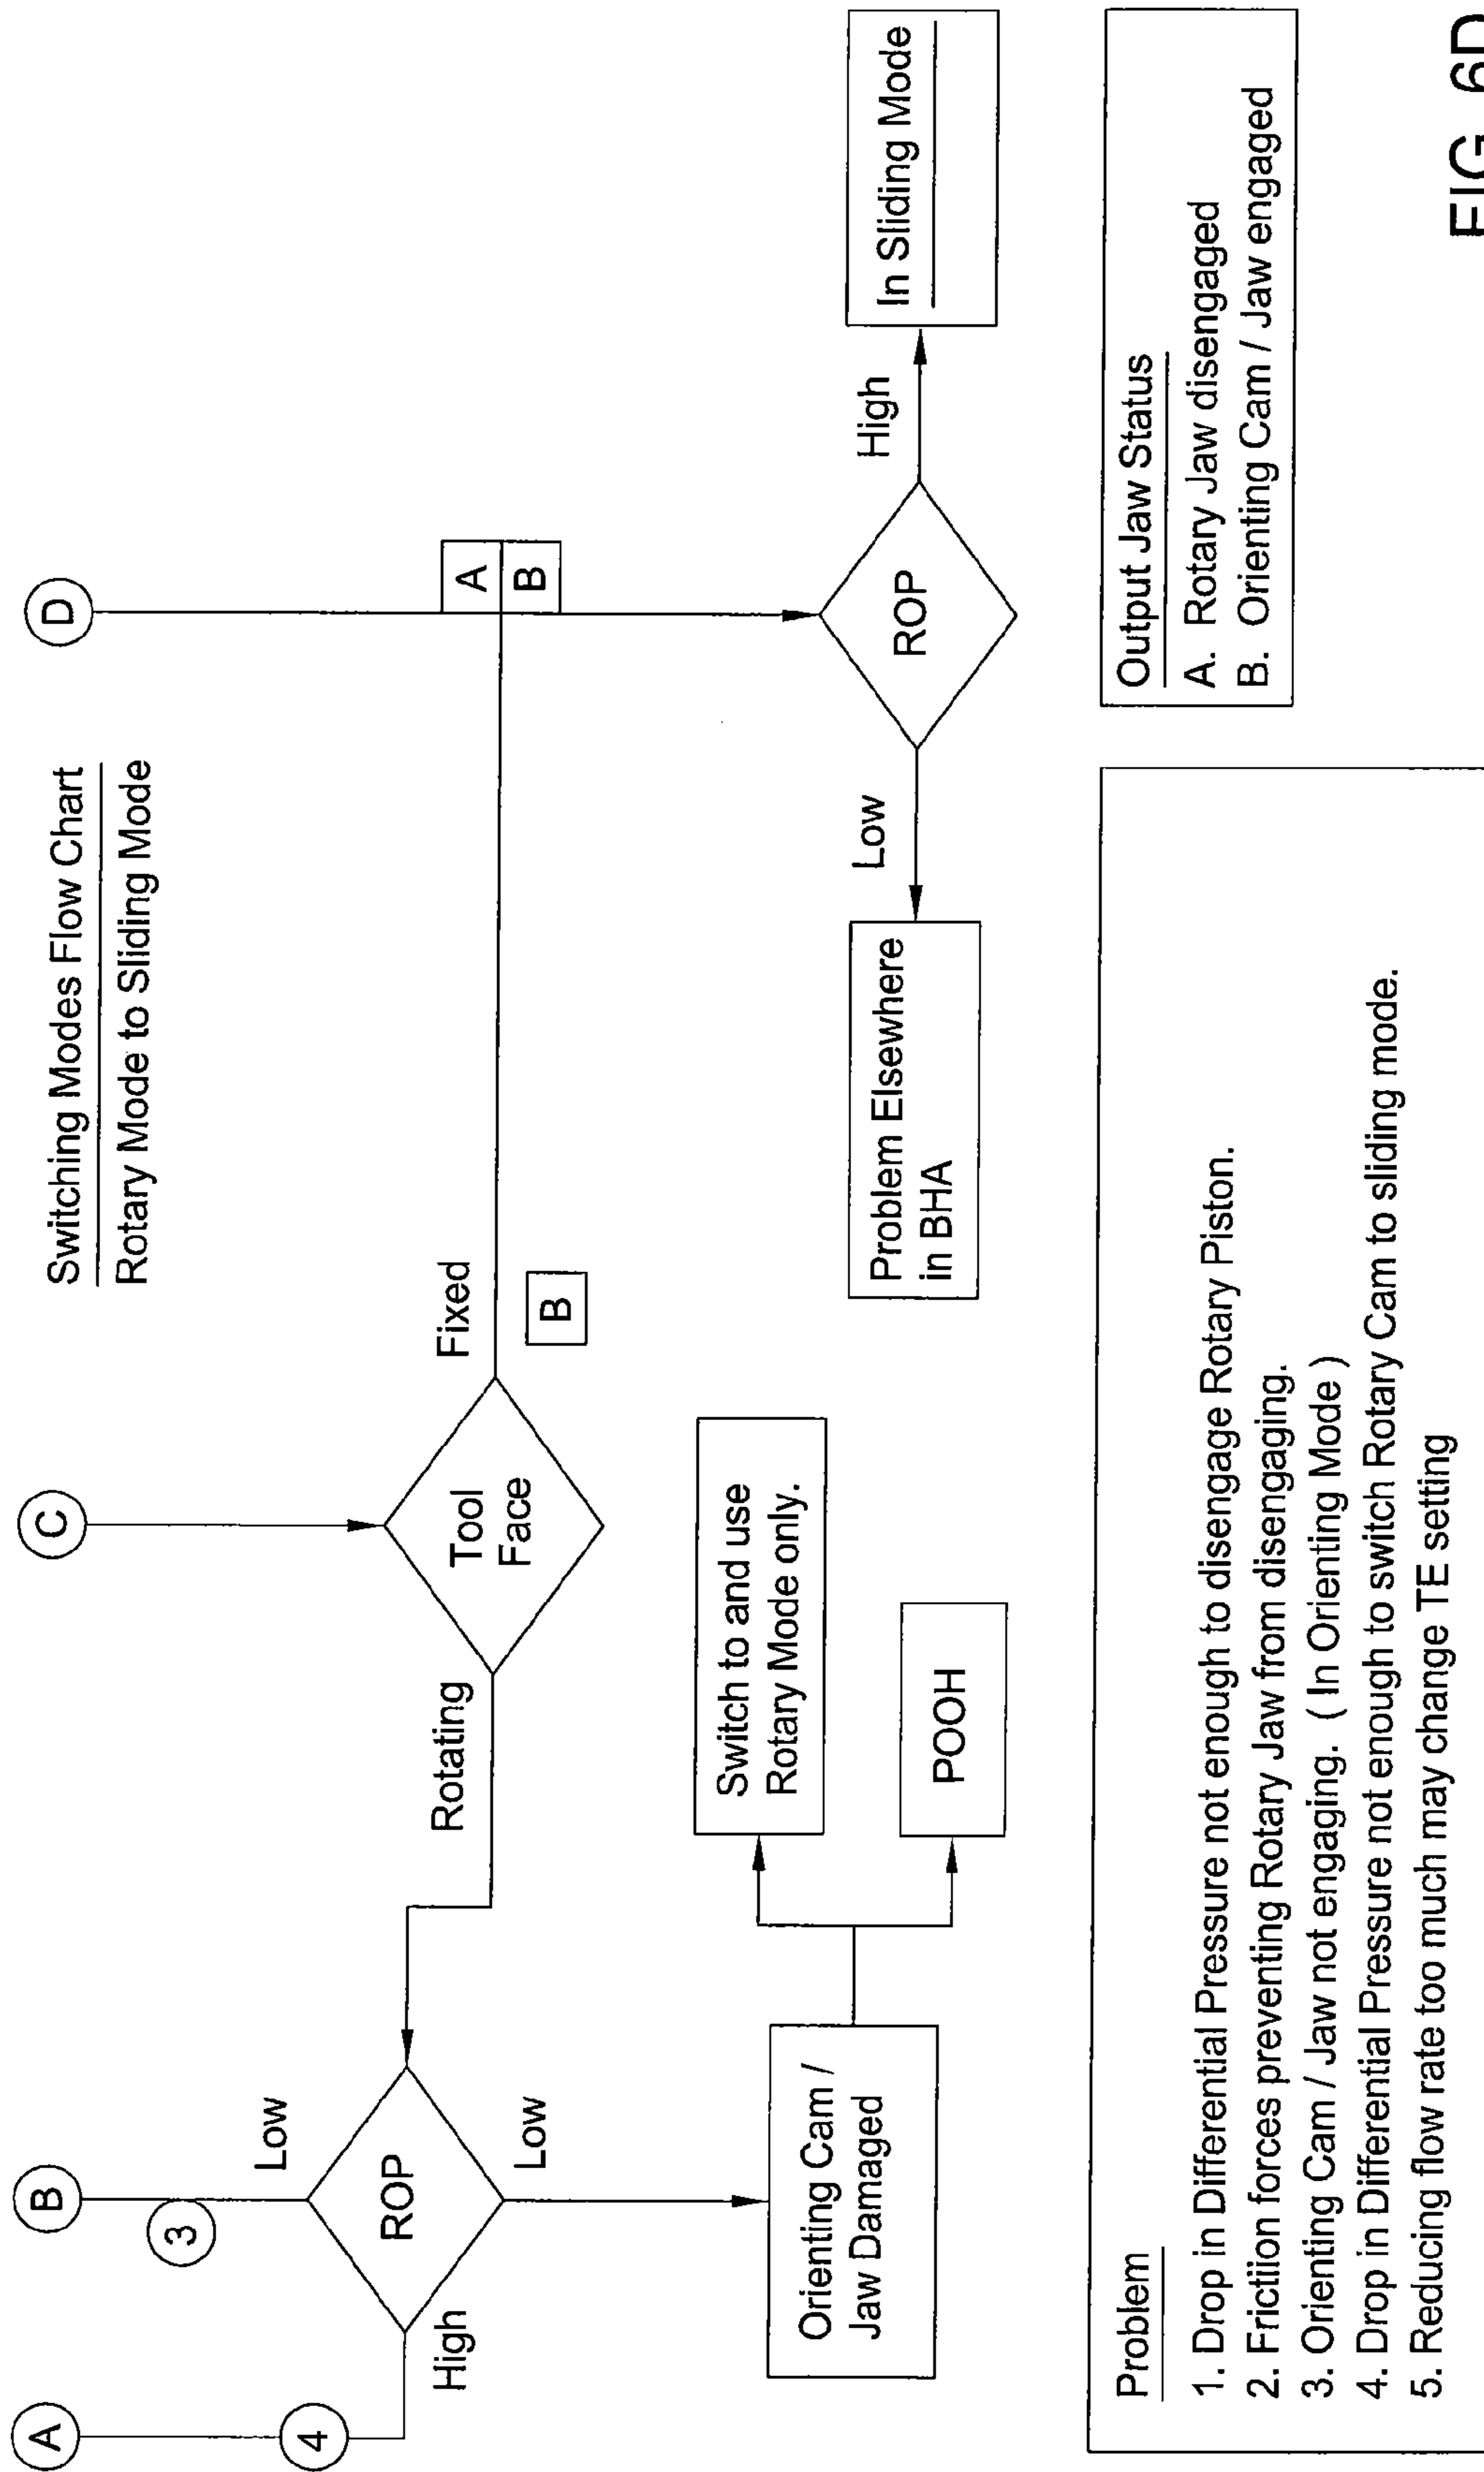 Switching Modes Flow Chart
Rotary Mode to Sliding Mode
A
B
C
D
3
4
Low
High
ROP
Low
Rotating
Tool
Face
Fixed
B
A
B
Orienting Cam /
Jaw Damaged
Switch to and use
Rotary Mode only.
POOH
Problem Elsewhere
in BHA
Low
ROP
High
In Sliding Mode
Problem
1. Drop in Differential Pressure not enough to disengage Rotary Piston.
2. Frictiion forces preventing Rotary Jaw from disengaging.
3. Orienting Cam / Jaw not engaging. ( In Orienting Mode )
4. Drop in Differential Pressure not enough to switch Rotary Cam to sliding mode.
5. Reducing flow rate too much may change TE setting
Output Jaw Status
A. Rotary Jaw disengaged
B. Orienting Cam / Jaw engaged
FIG. 6D